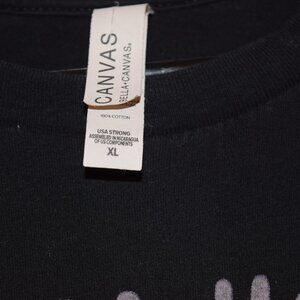 CANVAS
BELLA+CANVAS.
100% COTTON
USA STRONG
ASSEMBLED IN NICARAGUA
OF US COMPONENTS
XL